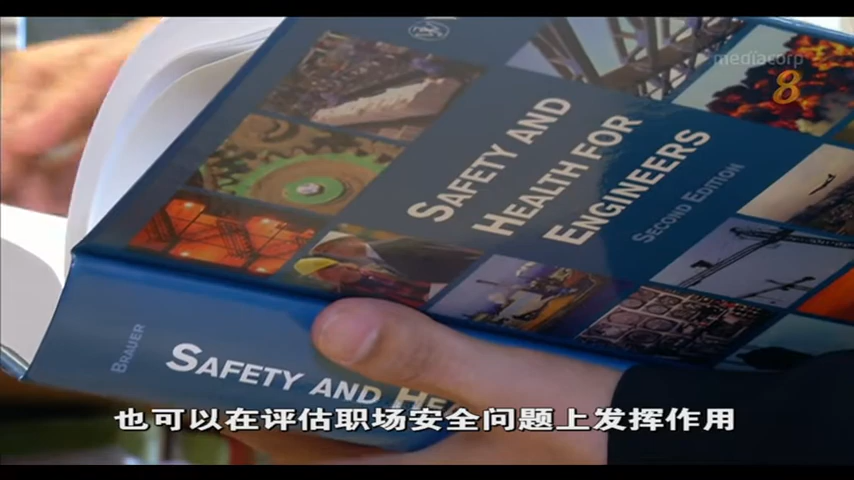 mediacorp
8
SAFETY AND
HEALTH FOR
ENGINEERS
SECOND EDITION
BRAUER
SAFETY AND HE
也可以在评估职场安全问题上发挥作用